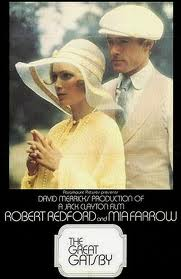 Paramount Pictures presents
DAVID MERRICK'S PRODUCTION OF
A JACK CLAYTON FILM
ROBERT REDFORD and MIA FARROW
THE
GREAT
GATSBY